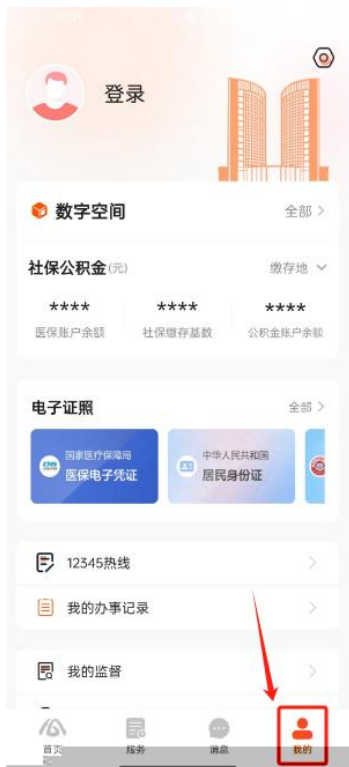 登录
数字空间 全部 >
社保公积金(元) 缴存地
**** **** ****
医保账户余额 社保缴存基数 公积金账户余额
电子证照 全部 >
国家医疗保障局 中华人民共和国
医保电子凭证 居民身份证
12345热线 >
我的办事记录 >
我的监督 >
首页 服务 消息 我的